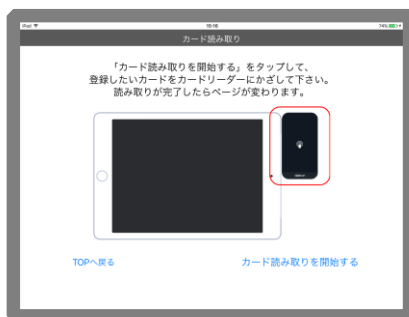 iPad
15:16
74%
カード読み取り
「カード読み取りを開始する」をタップして、
登録したいカードをカードリーダーにかざして下さい。
読み取りが完了したらページが変わります。
TOPへ戻る
カード読み取りを開始する